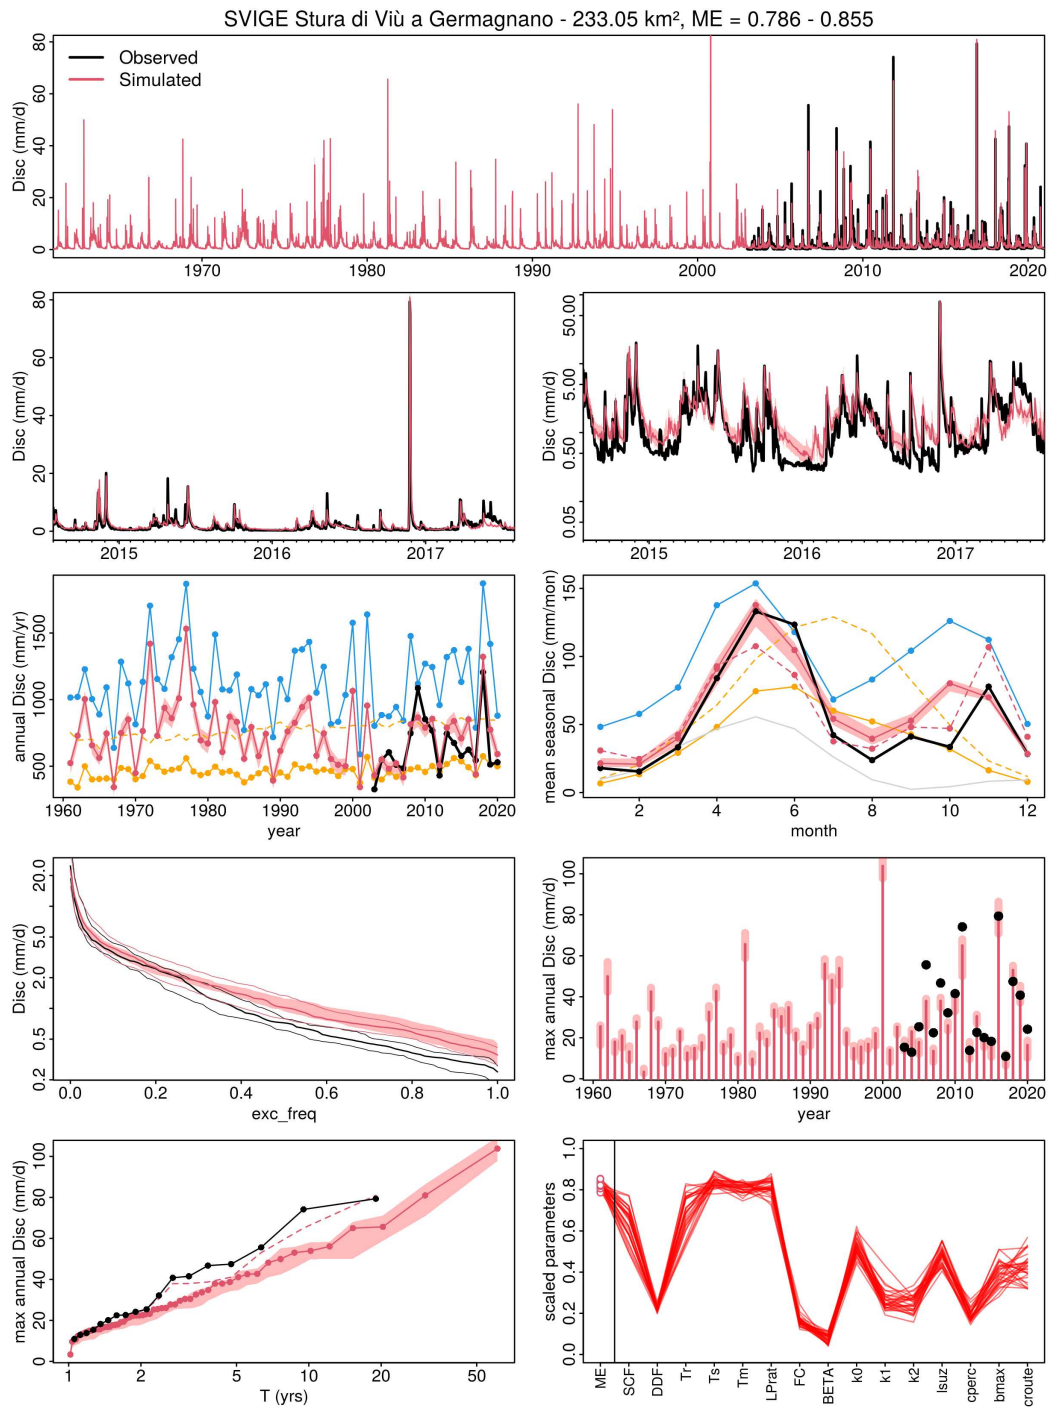 SVIGE Stura di Viù a Germagnano - 233.05 km², ME = 0.786 - 0.855
Disc (mm/d)
0 20 40 60 80
Observed
Simulated
1970 1980 1990 2000 2010 2020
Disc (mm/d)
0 20 40 60 80
2015 2016 2017
Disc (mm/d)
0.05 0.50 5.00 50.00
2015 2016 2017
annual Disc (mm/yr)
500 1000 1500
1960 1970 1980 1990 2000 2010 2020
year
mean seasonal Disc (mm/mon)
0 50 100 150
2 4 6 8 10 12
month
Disc (mm/d)
0.2 0.5 2.0 5.0 20.0
0.0 0.2 0.4 0.6 0.8 1.0
exc_freq
max annual Disc (mm/d)
0 20 40 60 80 100
1960 1970 1980 1990 2000 2010 2020
year
max annual Disc (mm/d)
0 20 40 60 80 100
1 2 5 10 20 50
T (yrs)
scaled parameters
0.0 0.2 0.4 0.6 0.8 1.0
ME SCF DDF Tr Ts Tm LPrat FC BETA k0 k1 k2 lsuz cperc bmax croute